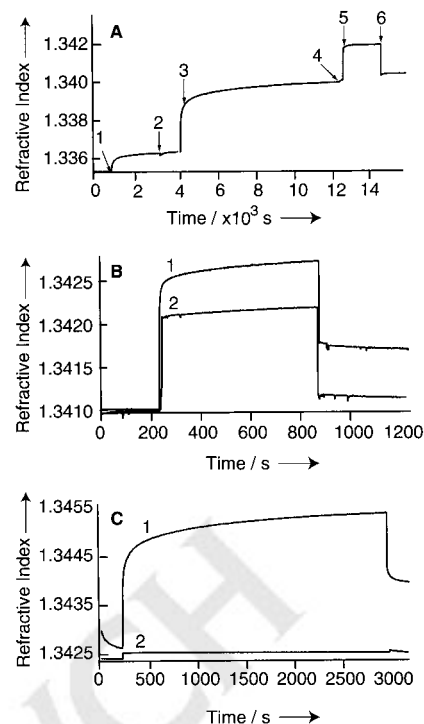 A
Refractive Index
1.342
1.340
1.338
1.336
1
2
3
4
5
6
0 2 4 6 8 10 12 14
Time / x10³ s
B
Refractive Index
1.3425
1.3420
1.3415
1.3410
1
2
0 200 400 600 800 1000 1200
Time / s
C
Refractive Index
1.3455
1.3445
1.3435
1.3425
1
2
0 500 1000 1500 2000 2500 3000
Time / s